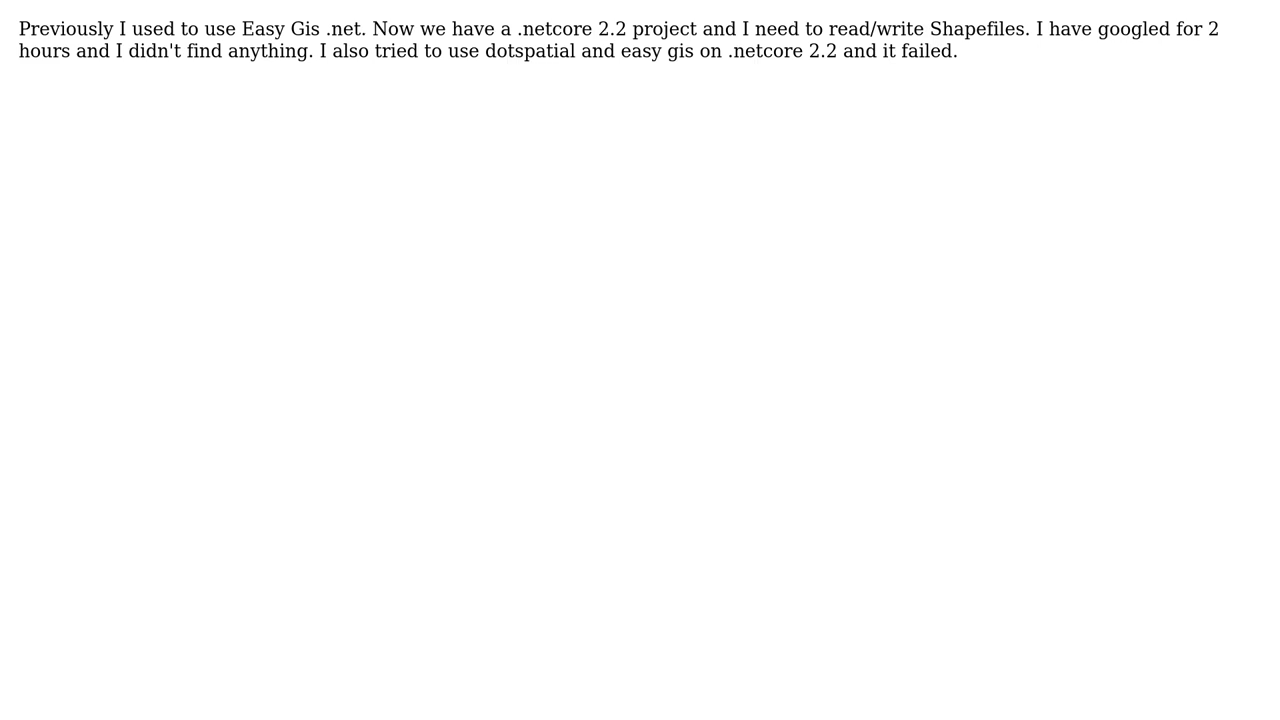 Previously I used to use Easy Gis .net. Now we have a .netcore 2.2 project and I need to read/write Shapefiles. I have googled for 2
hours and I didn't find anything. I also tried to use dotspatial and easy gis on .netcore 2.2 and it failed.